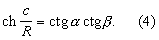 ch c/R = ctg α ctg β. (4)